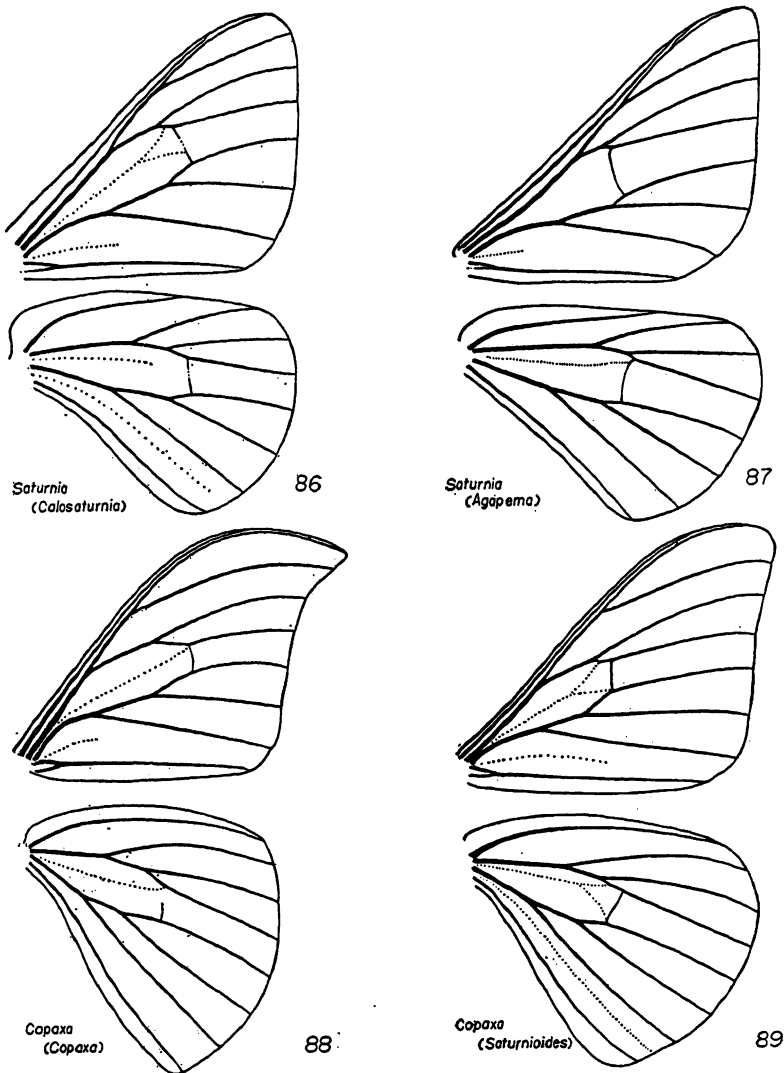 Saturnia
(Calosaturnia)
86
Saturnia
(Agapema)
87
Copaxa
(Copaxa)
88
Copaxa
(Saturnioides)
89